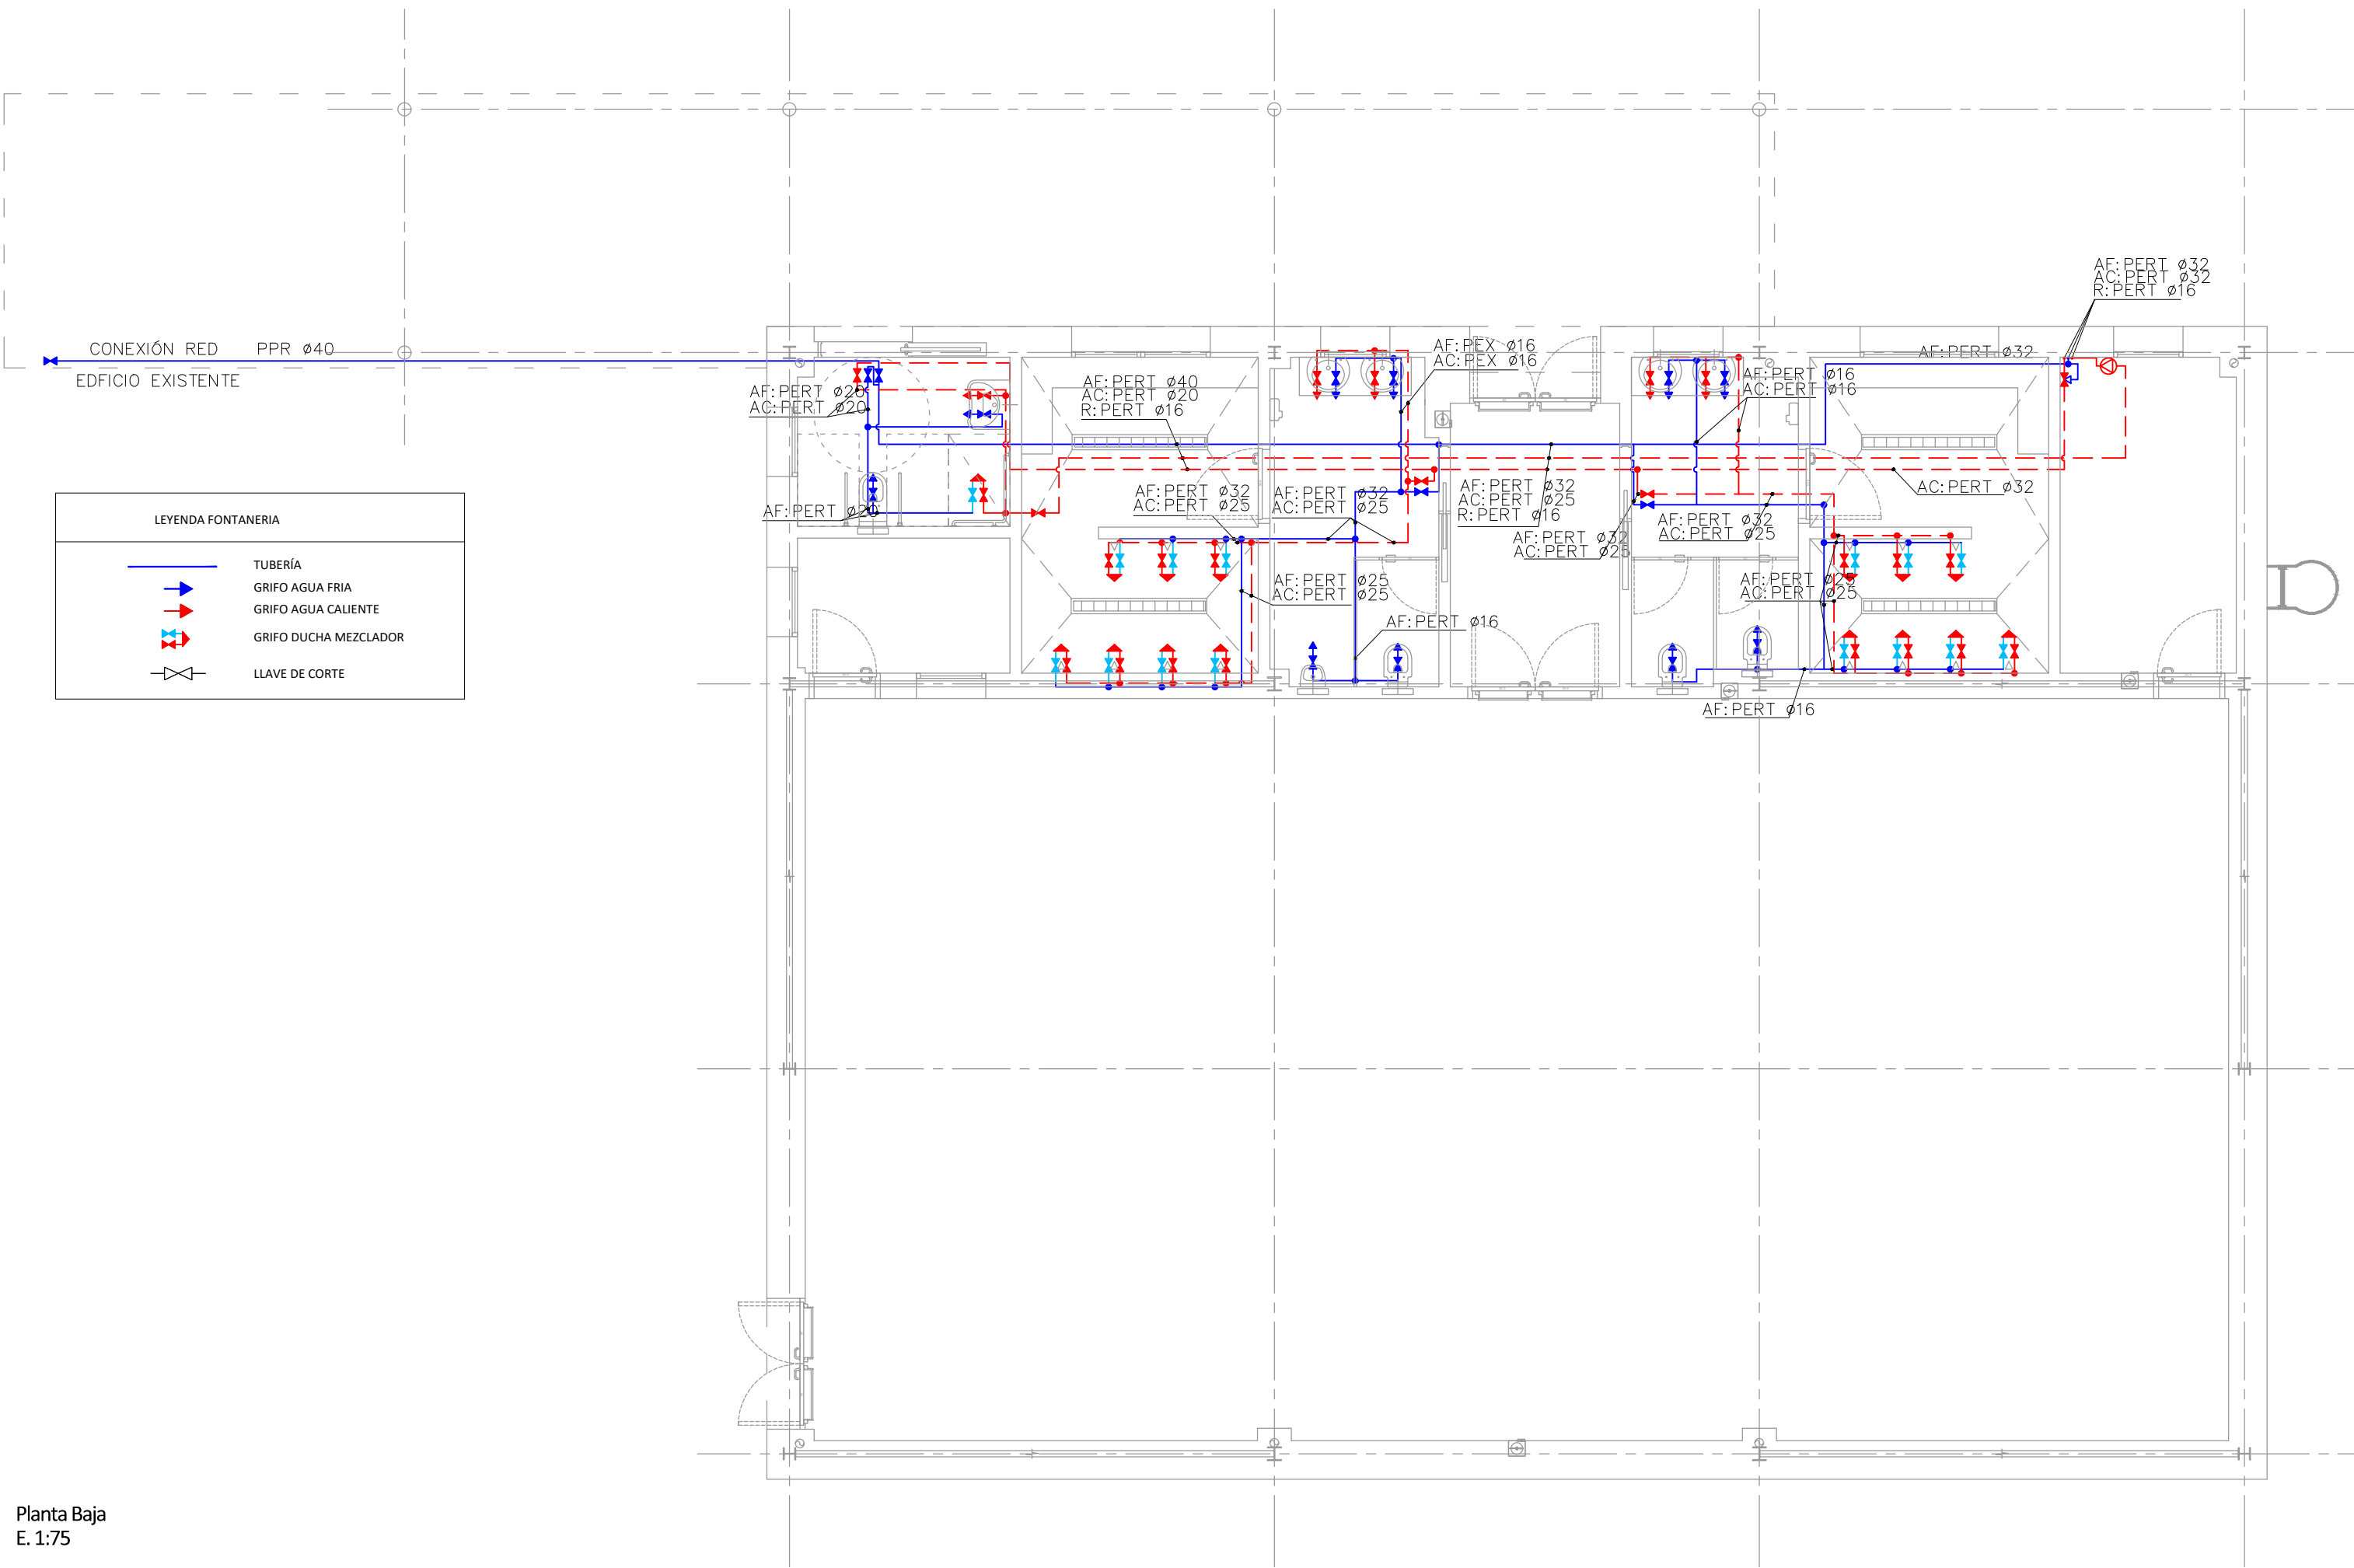 AF:PERT ø32
AC:PERT ø32
R:PERT ø16
CONEXIÓN RED PPR ø40
EDFICIO EXISTENTE
AF:PEX ø16
AC:PEX ø16
AF:PERT ø32
AF:PERT ø20
AC:PERT ø20
AF:PERT ø40
AC:PERT ø20
R:PERT ø16
AF:PERT ø16
AC:PERT ø16
AF:PERT ø20
AF:PERT ø32
AC:PERT ø25
AF:PERT ø32
AC:PERT ø25
AF:PERT ø32
AC:PERT ø25
R:PERT ø16
AC:PERT ø32
AF:PERT ø32
AC:PERT ø25
AF:PERT ø32
AC:PERT ø25
AF:PERT ø25
AC:PERT ø25
AF:PERT ø25
AC:PERT ø25
AF:PERT ø16
AF:PERT ø16
LEYENDA FONTANERIA
TUBERÍA
GRIFO AGUA FRIA
GRIFO AGUA CALIENTE
GRIFO DUCHA MEZCLADOR
LLAVE DE CORTE
Planta Baja
E. 1:75